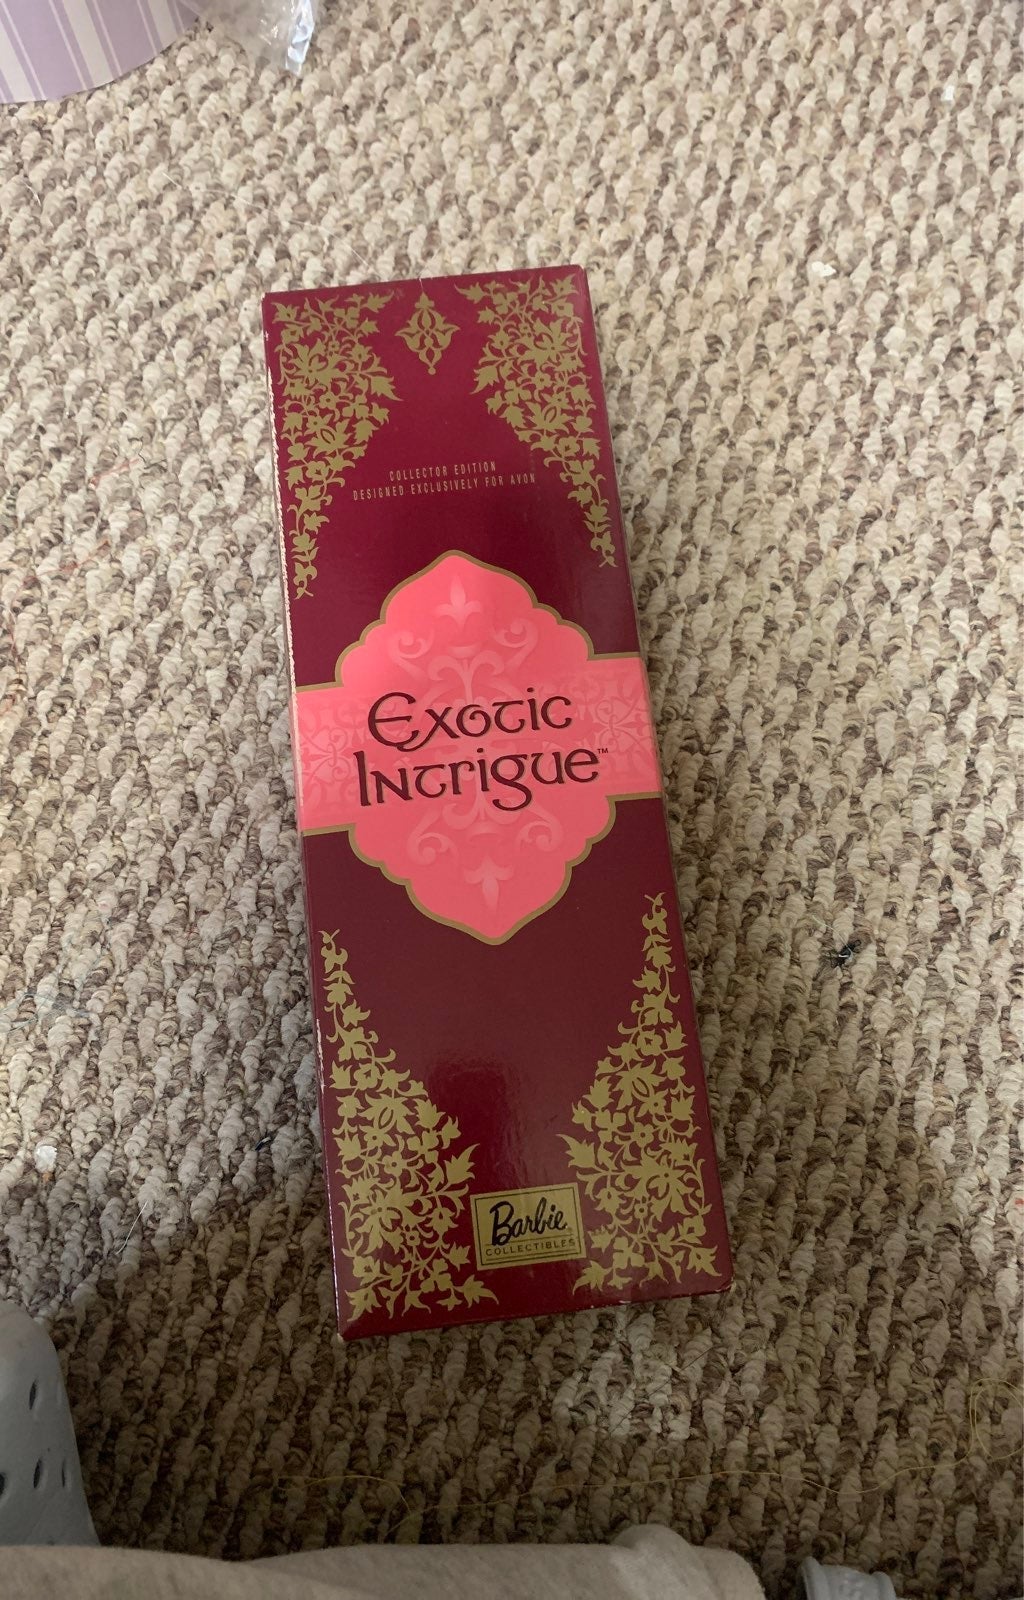 COLLECTOR EDITION
DESIGNED EXCLUSIVELY FOR AVON
Exotic
Intrigue™
Barbie
COLLECTIBLES